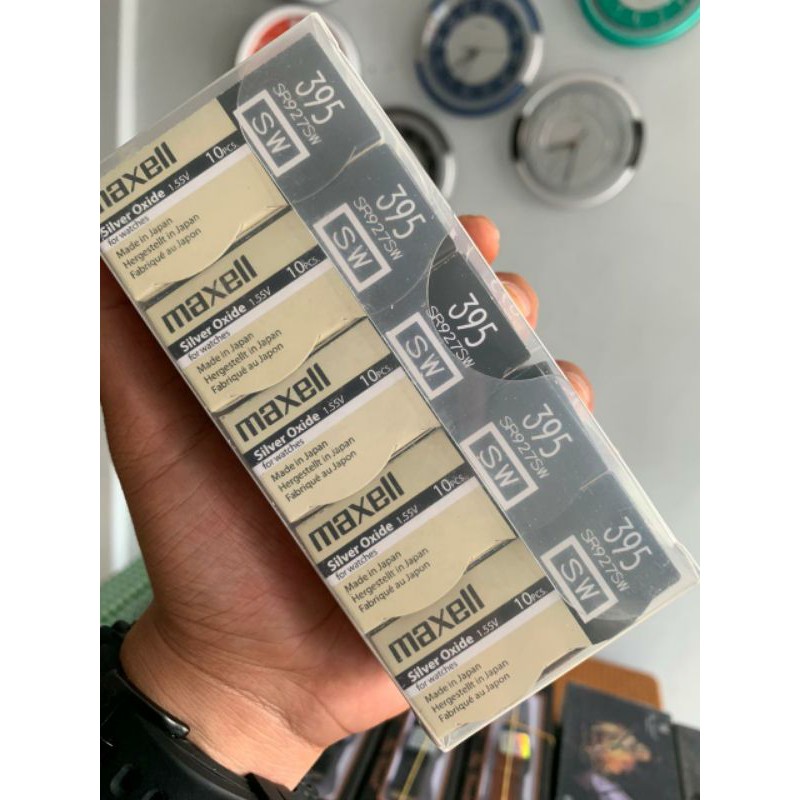 395
SR927SW
SW
maxell
10PCS.
Silver Oxide 1.55V
for watches
Made in Japan
Hergestellt in Japan
Fabriqué au Japon
395
SR927SW
SW
maxell
10PCS.
Silver Oxide 1.55V
for watches
Made in Japan
Hergestellt in Japan
Fabriqué au Japon
395
SR927SW
SW
maxell
10PCS.
Silver Oxide 1.55V
for watches
Made in Japan
Hergestellt in Japan
Fabriqué au Japon
395
SR927SW
SW
maxell
10PCS.
Silver Oxide 1.55V
for watches
Made in Japan
Hergestellt in Japan
Fabriqué au Japon
395
SR927SW
SW
maxell
10PCS.
Silver Oxide 1.55V
for watches
Made in Japan
Hergestellt in Japan
Fabriqué au Japon